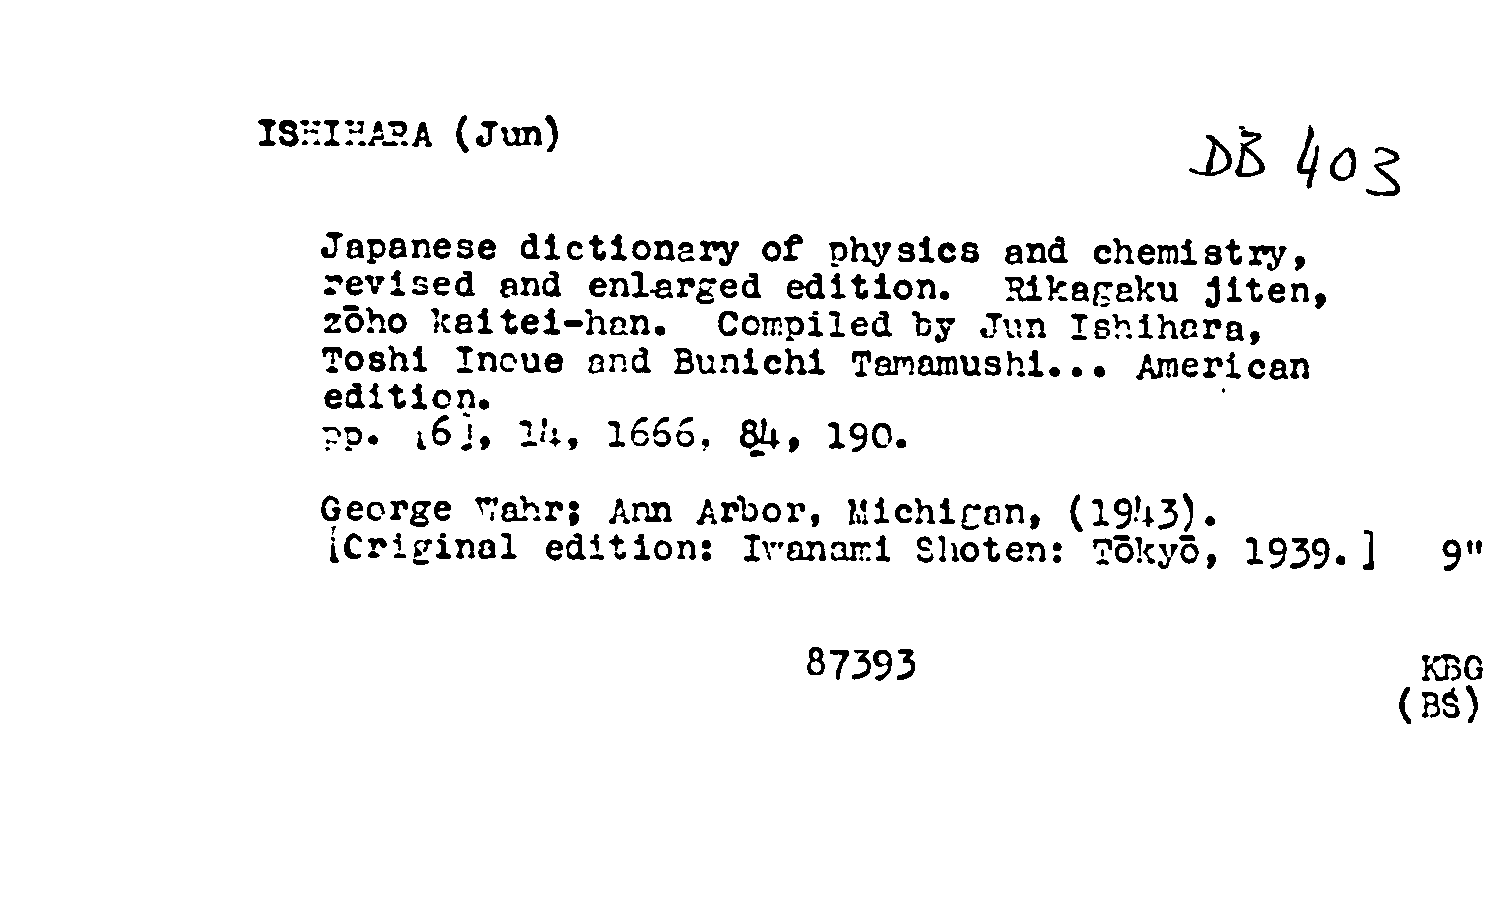 ISHIHARA (Jun)
DB 403
Japanese dictionary of physics and chemistry,
revised and enlarged edition. Rikagaku jiten,
zōho kaitei-han. Compiled by Jun Ishihara,
Toshi Inoue and Bunichi Tamamushi... American
edition.
pp. [6], 14, 1666, 84, 190.
George Wahr; Ann Arbor, Michigan, (1943).
[Original edition: Iwanami Shoten: Tōkyō, 1939.] 9"
87393 KBG
(BS)